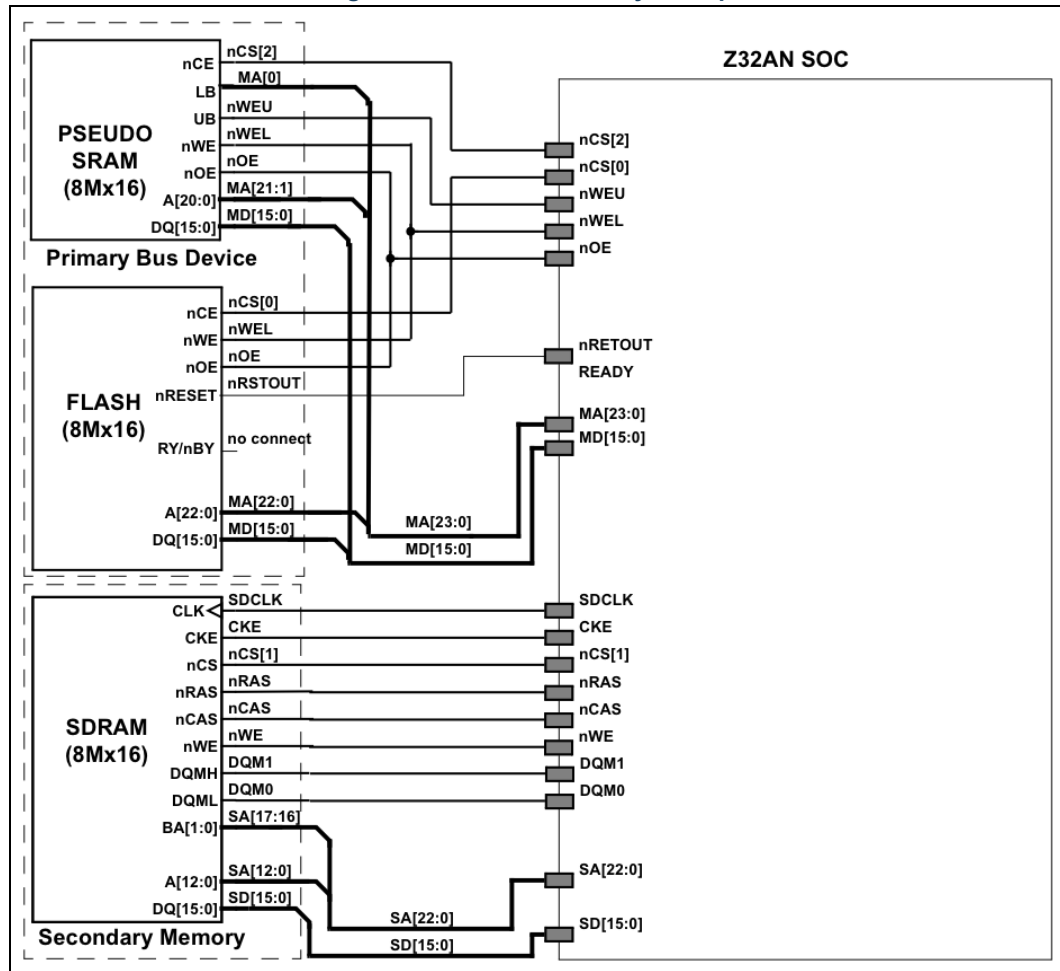 Z32AN SOC
PSEUDO
SRAM
(8Mx16)
nCE
LB
UB
nWE
nOE
A[20:0]
DQ[15:0]
nCS[2]
MA[0]
nWEU
nWEL
nOE
MA[21:1]
MD[15:0]
Primary Bus Device
nCS[2]
nCS[0]
nWEU
nWEL
nOE
FLASH
(8Mx16)
nCE
nWE
nOE
nRESET
RY/nBY
A[22:0]
DQ[15:0]
nCS[0]
nWEL
nOE
nRSTOUT
no connect
MA[22:0]
MD[15:0]
nRETOUT
READY
MA[23:0]
MD[15:0]
MA[23:0]
MD[15:0]
SDRAM
(8Mx16)
CLK
CKE
nCS
nRAS
nCAS
nWE
DQMH
DQML
BA[1:0]
A[12:0]
DQ[15:0]
SDCLK
CKE
nCS[1]
nRAS
nCAS
nWE
DQM1
DQM0
SA[17:16]
SA[12:0]
SD[15:0]
Secondary Memory
SA[22:0]
SD[15:0]
SDCLK
CKE
nCS[1]
nRAS
nCAS
nWE
DQM1
DQM0
SA[22:0]
SD[15:0]